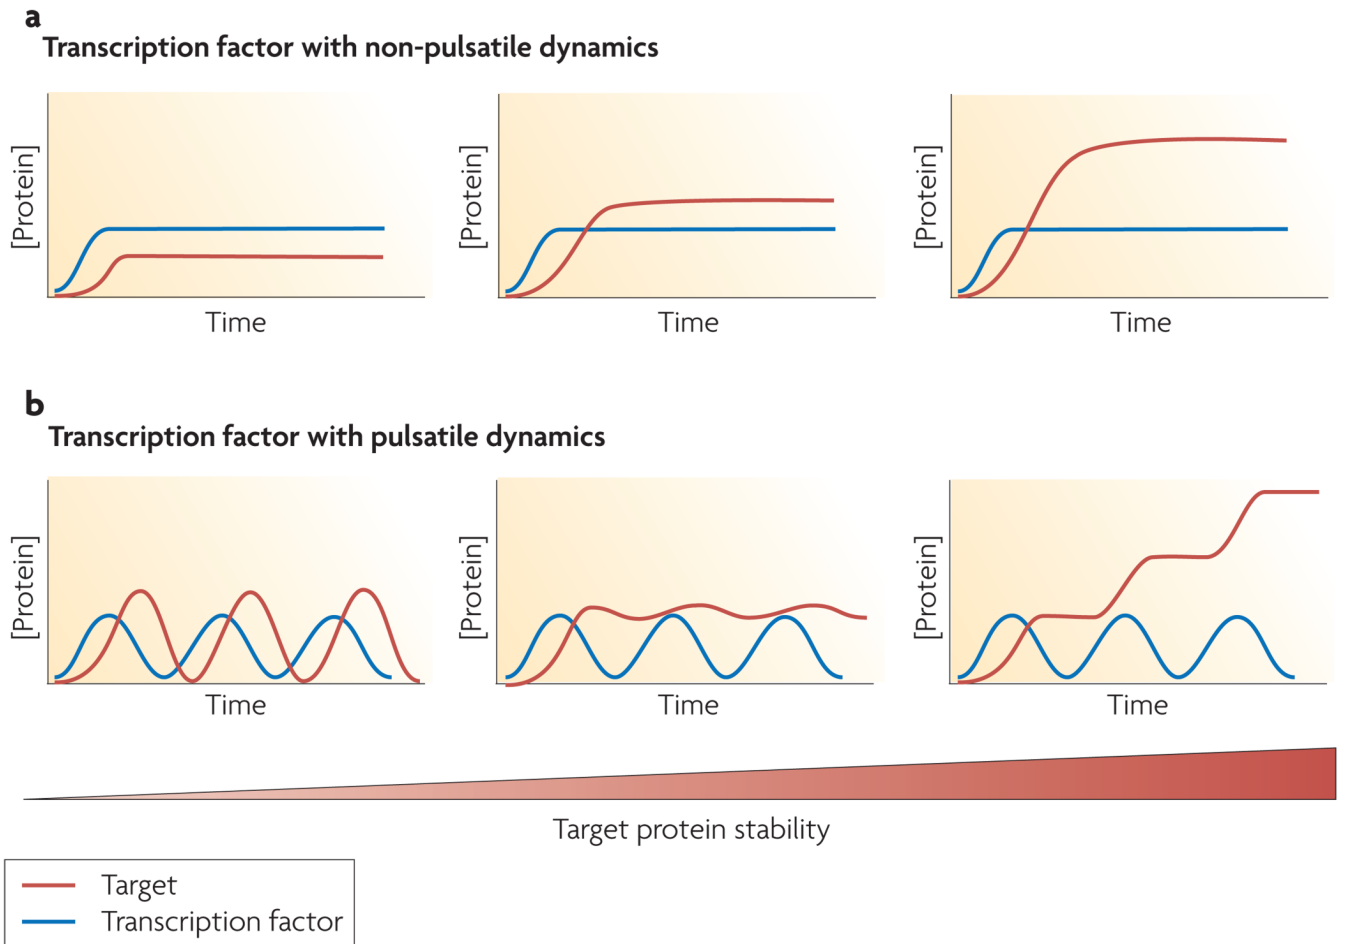 a
Transcription factor with non-pulsatile dynamics
[Protein]
Time
[Protein]
Time
[Protein]
Time
b
Transcription factor with pulsatile dynamics
[Protein]
Time
[Protein]
Time
[Protein]
Time
Target protein stability
Target
Transcription factor